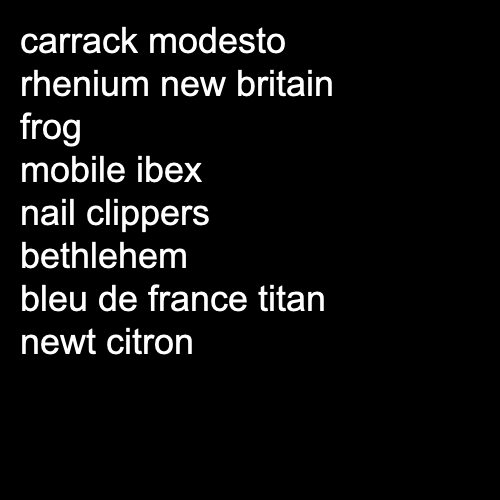 carrack modesto
rhenium new britain
frog
mobile ibex
nail clippers
bethlehem
bleu de france titan
newt citron